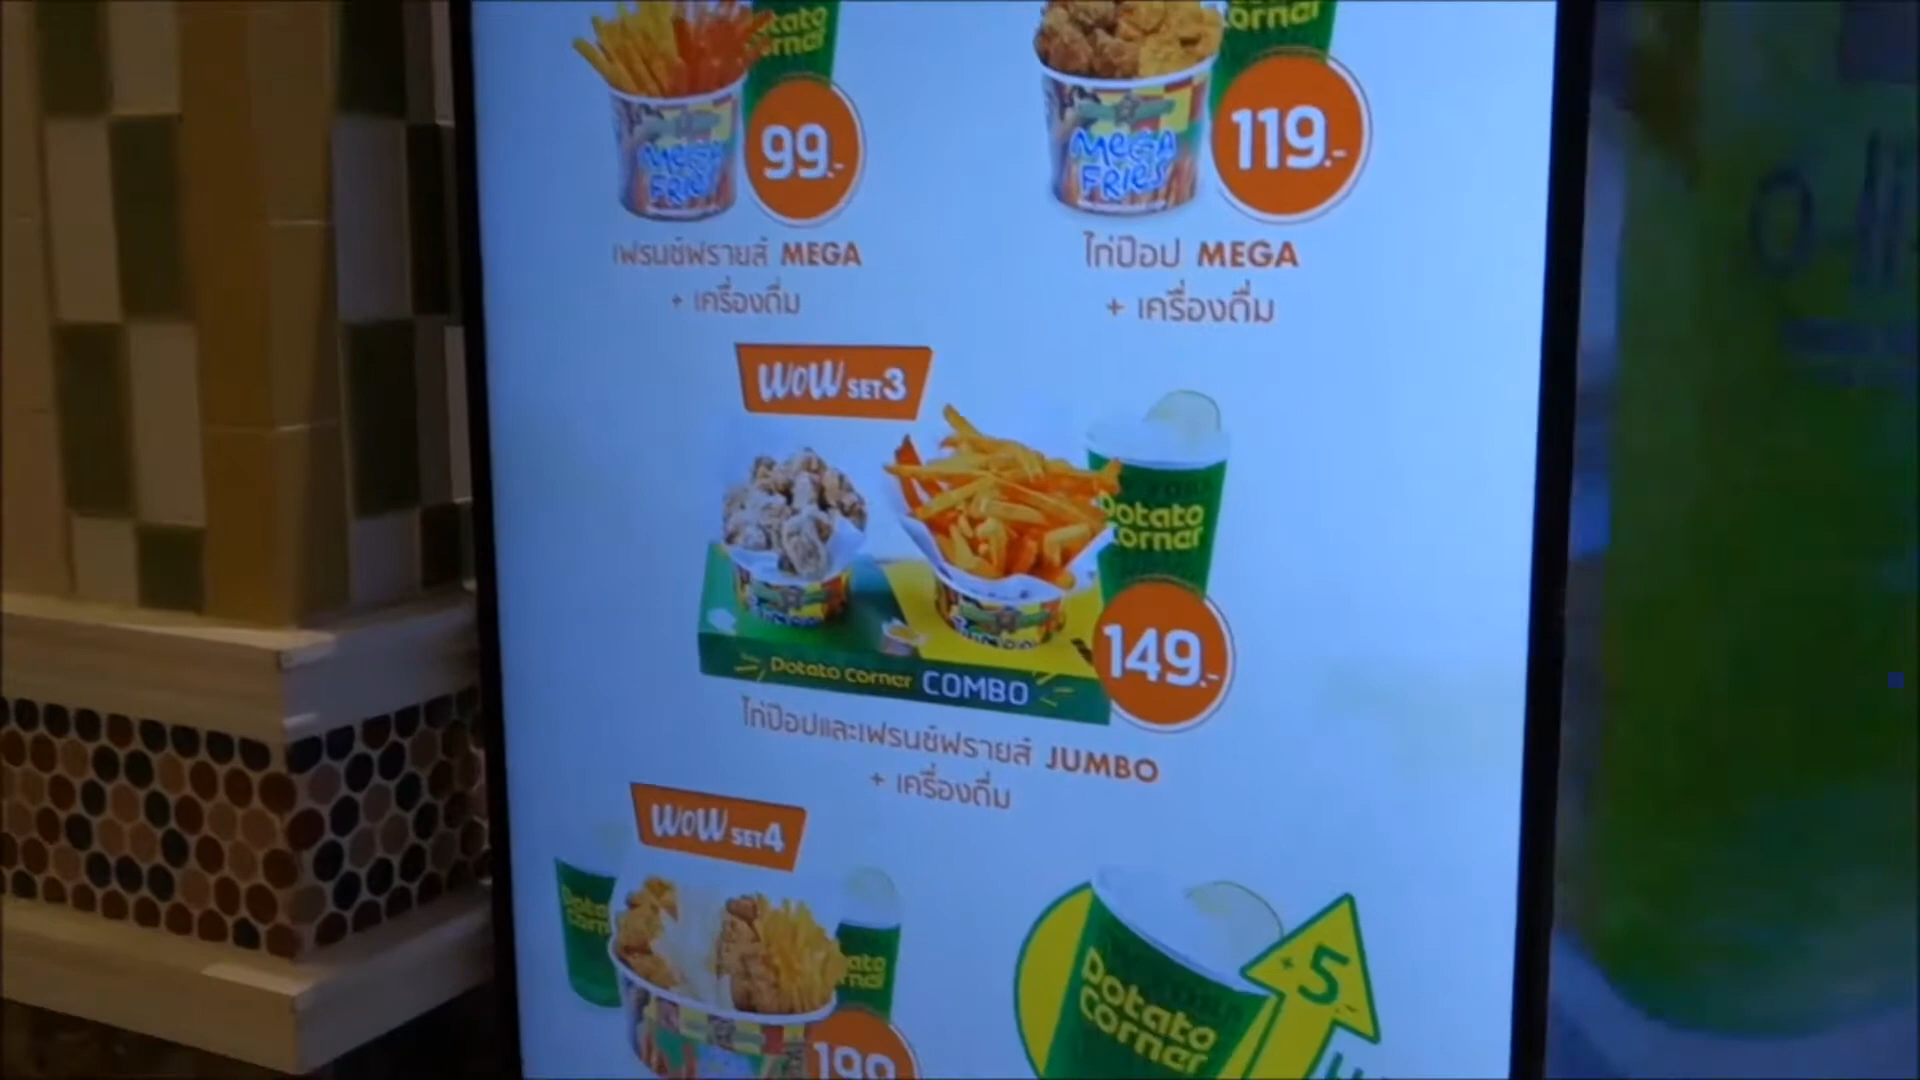 Potato
Corner
corner
99.-
119.-
MEGA
FRIES
MEGA
FRIES
เฟรนช์ฟรายส์ MEGA
+ เครื่องดื่ม
ไก่ป๊อป MEGA
+ เครื่องดื่ม
WOW SET3
Potato
Corner
149.-
Potato Corner COMBO
ไก่ป๊อปและเฟรนช์ฟรายส์ JUMBO
+ เครื่องดื่ม
WOW SET4
Potato
Corner
199
+5.-
Potato
Corner